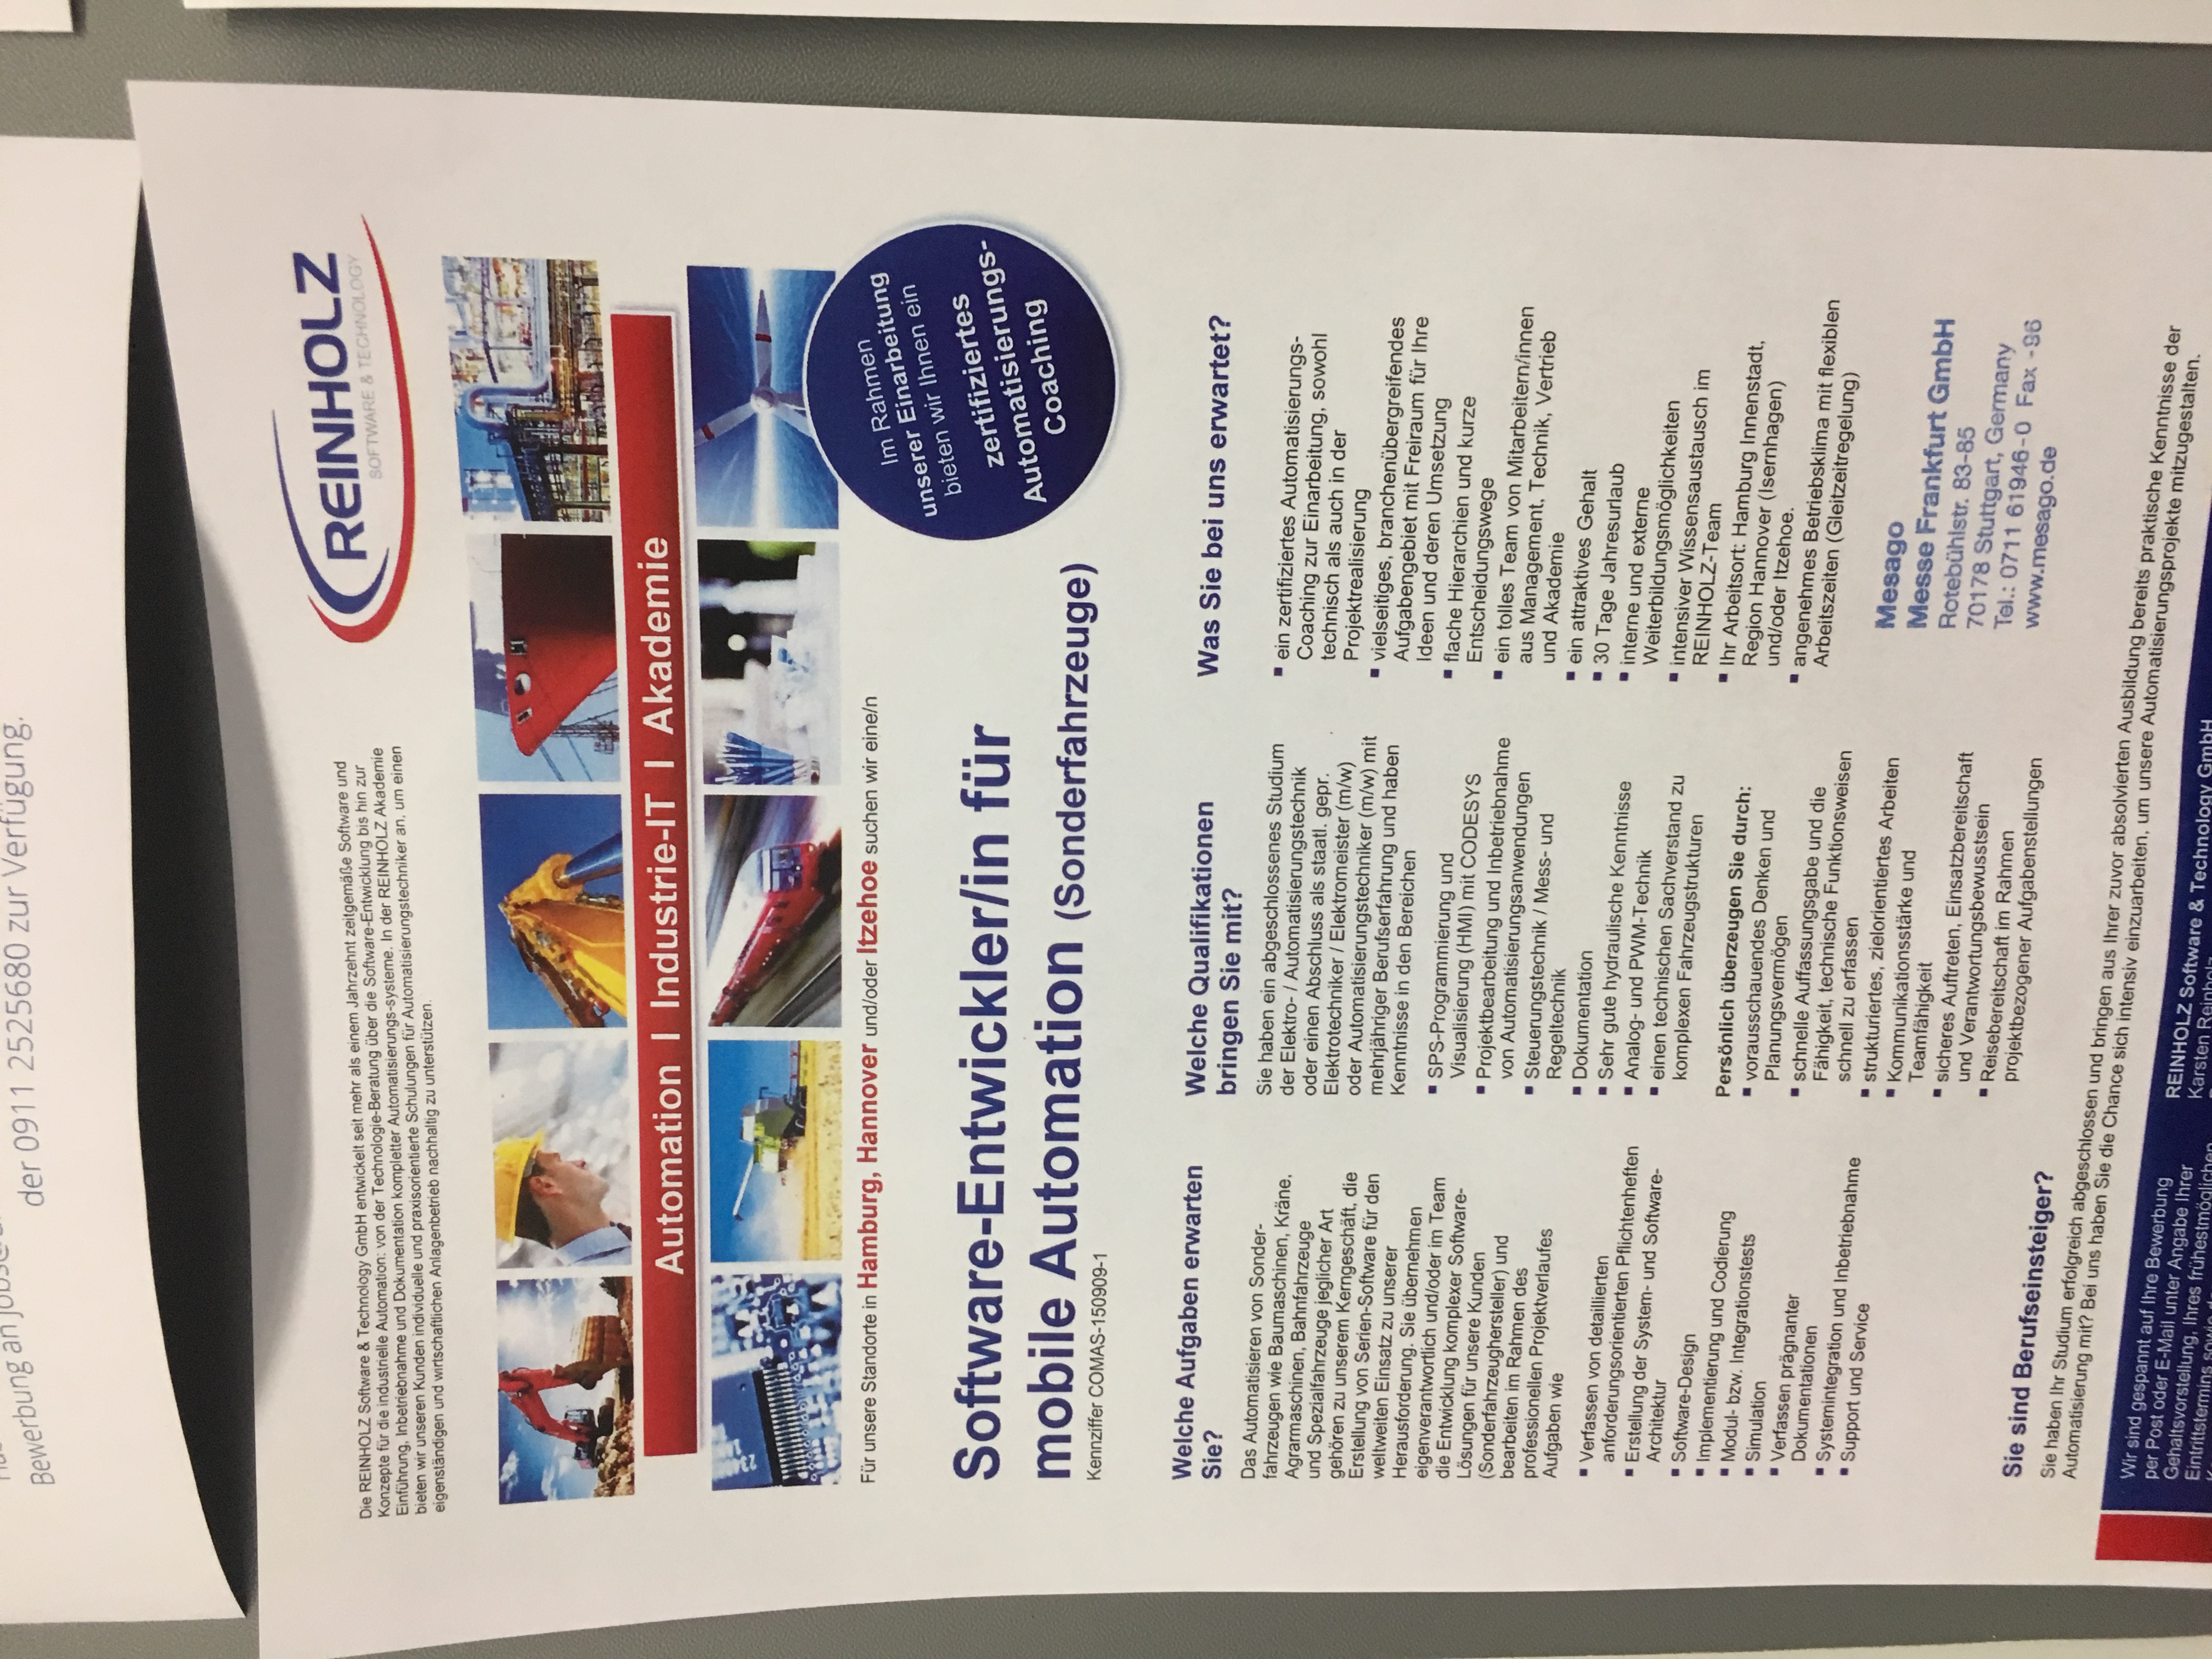 Bewerbung an jobs@
der 0911 2525680 zur Verfügung.
REINHOLZ
SOFTWARE & TECHNOLOGY
Die REINHOLZ Software & Technology GmbH entwickelt seit mehr als einem Jahrzehnt zeitgemäße Software und
Konzepte für die industrielle Automation: von der Technologie-Beratung über die Software-Entwicklung bis hin zur
Einführung, Inbetriebnahme und Dokumentation kompletter Automatisierungs-systeme. In der REINHOLZ Akademie
bieten wir unseren Kunden individuelle und praxisorientierte Schulungen für Automatisierungstechniker an, um einen
eigenständigen und wirtschaftlichen Anlagenbetrieb nachhaltig zu unterstützen.
Automation I Industrie-IT I Akademie
Für unsere Standorte in Hamburg, Hannover und/oder Itzehoe suchen wir eine/n
Im Rahmen
unserer Einarbeitung
bieten wir Ihnen ein
zertifiziertes
Automatisierungs-
Coaching
Software-Entwickler/in für
mobile Automation (Sonderfahrzeuge)
Kennziffer COMAS-150909-1
Welche Aufgaben erwarten
Sie?
Das Automatisieren von Sonder-
fahrzeugen wie Baumaschinen, Kräne,
Agrarmaschinen, Bahnfahrzeuge
und Spezialfahrzeuge jeglicher Art
gehören zu unserem Kerngeschäft, die
Erstellung von Serien-Software für den
weltweiten Einsatz zu unserer
Herausforderung. Sie übernehmen
eigenverantwortlich und/oder im Team
die Entwicklung komplexer Software-
Lösungen für unsere Kunden
(Sonderfahrzeughersteller) und
bearbeiten im Rahmen des
professionellen Projektverlaufes
Aufgaben wie
▪ Verfassen von detaillierten
anforderungsorientierten Pflichtenheften
▪ Erstellung der System- und Software-
Architektur
▪ Software-Design
▪ Implementierung und Codierung
▪ Modul- bzw. Integrationstests
▪ Simulation
▪ Verfassen prägnanter
Dokumentationen
▪ Systemintegration und Inbetriebnahme
▪ Support und Service
Welche Qualifikationen
bringen Sie mit?
Sie haben ein abgeschlossenes Studium
der Elektro- / Automatisierungstechnik
oder einen Abschluss als staatl. gepr.
Elektrotechniker / Elektromeister (m/w)
oder Automatisierungstechniker (m/w) mit
mehrjähriger Berufserfahrung und haben
Kenntnisse in den Bereichen
▪ SPS-Programmierung und
Visualisierung (HMI) mit CODESYS
▪ Projektbearbeitung und Inbetriebnahme
von Automatisierungsanwendungen
▪ Steuerungstechnik / Mess- und
Regeltechnik
▪ Dokumentation
▪ Sehr gute hydraulische Kenntnisse
▪ Analog- und PWM-Technik
▪ einen technischen Sachverstand zu
komplexen Fahrzeugstrukturen
Persönlich überzeugen Sie durch:
▪ vorausschauendes Denken und
Planungsvermögen
▪ schnelle Auffassungsgabe und die
Fähigkeit, technische Funktionsweisen
schnell zu erfassen
▪ strukturiertes, zielorientiertes Arbeiten
▪ Kommunikationsstärke und
Teamfähigkeit
▪ sicheres Auftreten, Einsatzbereitschaft
und Verantwortungsbewusstsein
▪ Reisebereitschaft im Rahmen
projektbezogener Aufgabenstellungen
Was Sie bei uns erwartet?
▪ ein zertifiziertes Automatisierungs-
Coaching zur Einarbeitung, sowohl
technisch als auch in der
Projektrealisierung
▪ vielseitiges, branchenübergreifendes
Aufgabengebiet mit Freiraum für Ihre
Ideen und deren Umsetzung
▪ flache Hierarchien und kurze
Entscheidungswege
▪ ein tolles Team von Mitarbeitern/innen
aus Management, Technik, Vertrieb
und Akademie
▪ ein attraktives Gehalt
▪ 30 Tage Jahresurlaub
▪ interne und externe
Weiterbildungsmöglichkeiten
▪ intensiver Wissensaustausch im
REINHOLZ-Team
▪ Ihr Arbeitsort: Hamburg Innenstadt,
Region Hannover (Isernhagen)
und/oder Itzehoe.
▪ angenehmes Betriebsklima mit flexiblen
Arbeitszeiten (Gleitzeitregelung)
Mesago
Messe Frankfurt GmbH
Rotebühlstr. 83-85
70178 Stuttgart, Germany
Tel.: 0711 61946-0 Fax -96
www.mesago.de
Sie sind Berufseinsteiger?
Sie haben Ihr Studium erfolgreich abgeschlossen und bringen aus Ihrer zuvor absolvierten Ausbildung bereits praktische Kenntnisse der
Automatisierung mit? Bei uns haben Sie die Chance sich intensiv einzuarbeiten, um unsere Automatisierungsprojekte mitzugestalten.
Wir sind gespannt auf Ihre Bewerbung
per Post oder E-Mail unter Angabe Ihrer
Gehaltsvorstellung, Ihres frühestmöglichen
Eintrittstermins sowie
REINHOLZ Software & Technology GmbH
Karsten Reinholz